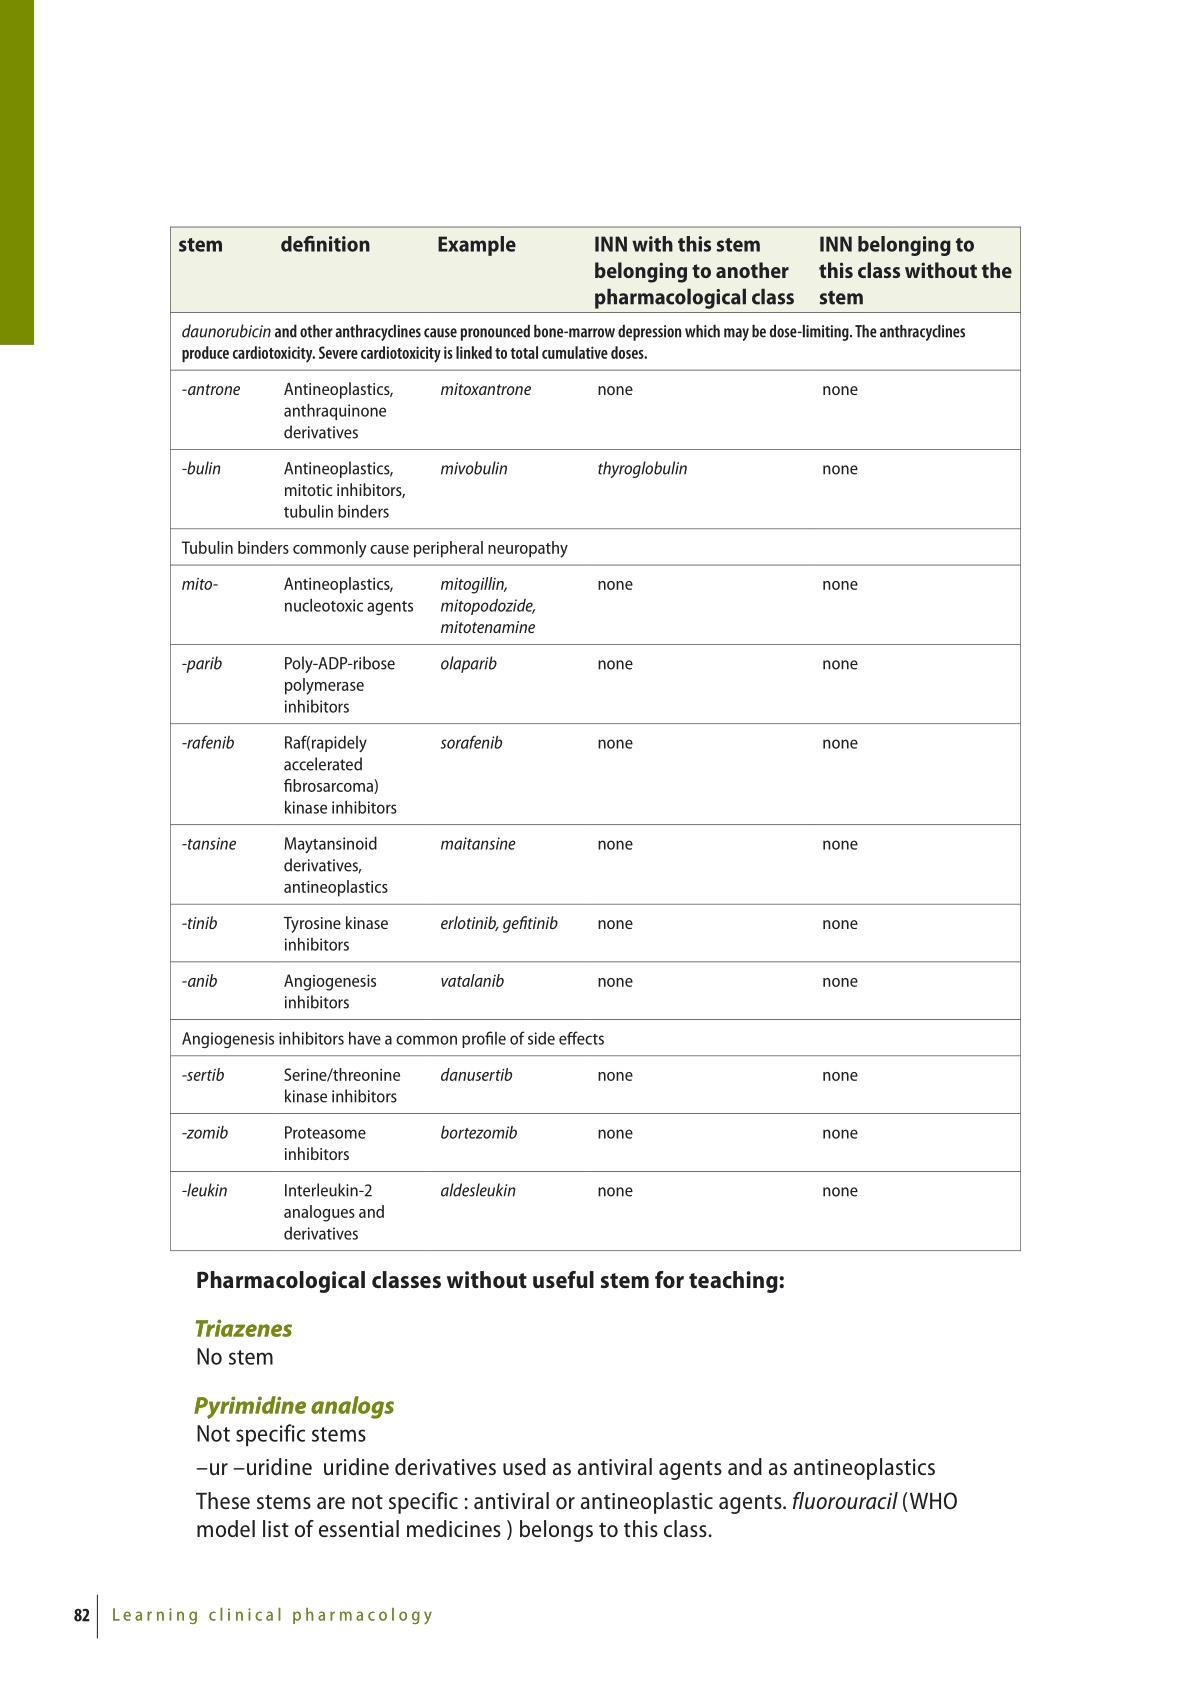 stem definition Example INN with this stem belonging to another pharmacological class INN belonging to this class without the stem
daunorubicin and other anthracyclines cause pronounced bone-marrow depression which may be dose-limiting. The anthracyclines
produce cardiotoxicity. Severe cardiotoxicity is linked to total cumulative doses.
-antrone Antineoplastics, anthraquinone derivatives mitoxantrone none none
-bulin Antineoplastics, mitotic inhibitors, tubulin binders mivobulin thyroglobulin none
Tubulin binders commonly cause peripheral neuropathy
mito- Antineoplastics, nucleotoxic agents mitogillin, mitopodozide, mitotenamine none none
-parib Poly-ADP-ribose polymerase inhibitors olaparib none none
-rafenib Raf(rapidely accelerated fibrosarcoma) kinase inhibitors sorafenib none none
-tansine Maytansinoid derivatives, antineoplastics maitansine none none
-tinib Tyrosine kinase inhibitors erlotinib, gefitinib none none
-anib Angiogenesis inhibitors vatalanib none none
Angiogenesis inhibitors have a common profile of side effects
-sertib Serine/threonine kinase inhibitors danusertib none none
-zomib Proteasome inhibitors bortezomib none none
-leukin Interleukin-2 analogues and derivatives aldesleukin none none
Pharmacological classes without useful stem for teaching:
Triazenes
No stem
Pyrimidine analogs
Not specific stems
–ur –uridine uridine derivatives used as antiviral agents and as antineoplastics
These stems are not specific : antiviral or antineoplastic agents. fluorouracil (WHO
model list of essential medicines ) belongs to this class.
82 Learning clinical pharmacology